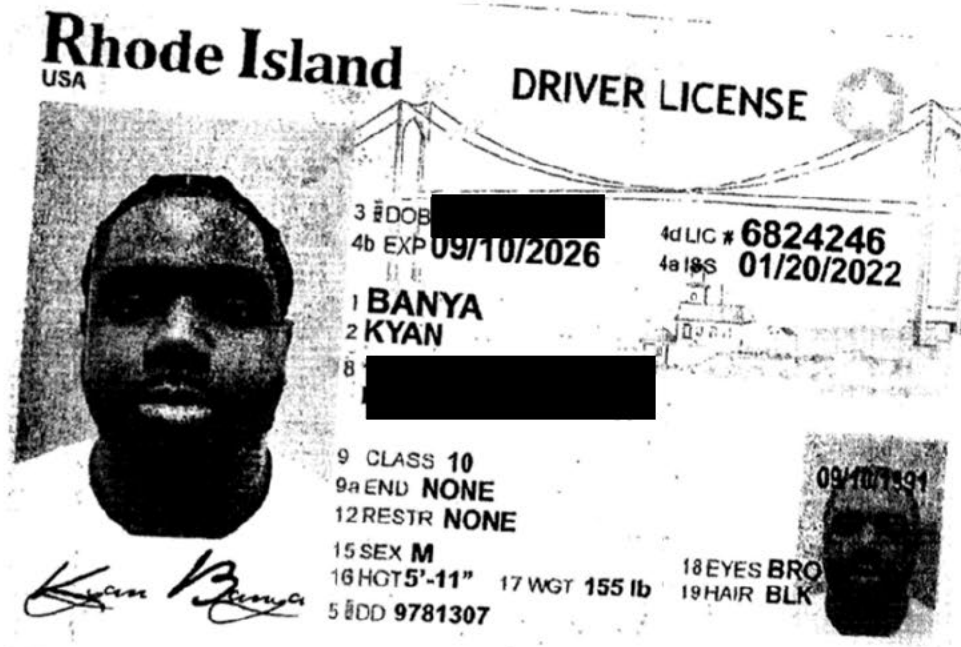 Rhode Island
USA
DRIVER LICENSE
3 DOB
4b EXP 09/10/2026
4d LIC # 6824246
4a ISS 01/20/2022
1 BANYA
2 KYAN
8
9 CLASS 10
9a END NONE
12 RESTR NONE
15 SEX M
16 HGT 5'-11" 17 WGT 155 lb
18 EYES BRO
19 HAIR BLK
5 DD 9781307
09/10/1991
Kyan Banya